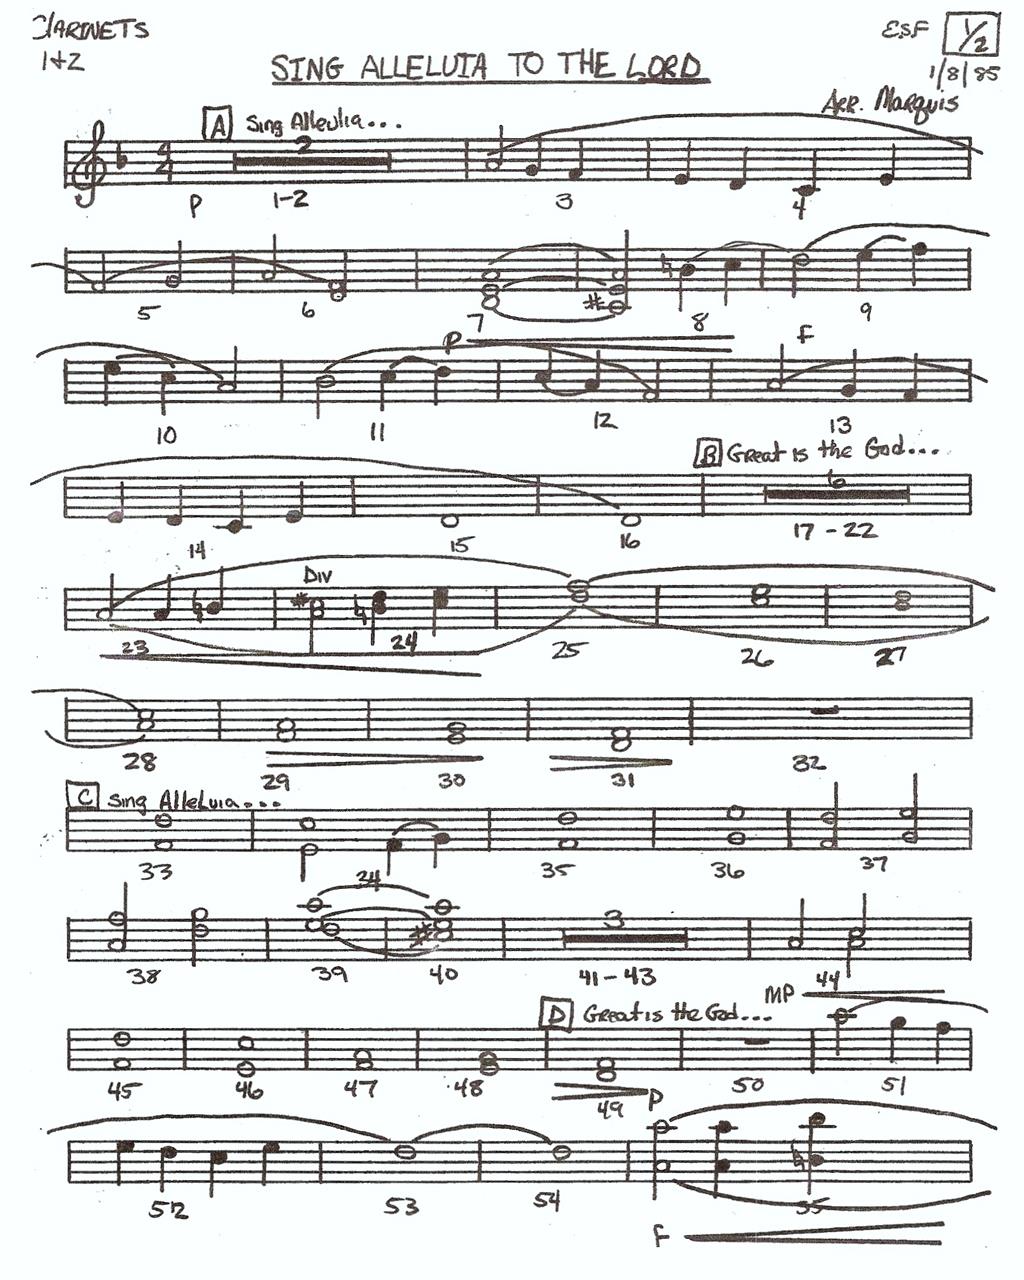 CLARINETS
1+2
ESF 1/2
1/8/85
SING ALLELUIA TO THE LORD
ARR. MARQUIS
A Sing Alleulia...
2
P 1-2 3 4
5 6 7 8 9
P F
10 11 12 13
B Great is the God...
6
14 15 16 17-22
DIV
23 24 25 26 27
28 29 30 31 32
C Sing Alleluia...
33 34 35 36 37
3
38 39 40 41-43 44
MP
D Great is the God...
45 46 47 48 49 50 51
P
52 53 54 55
F